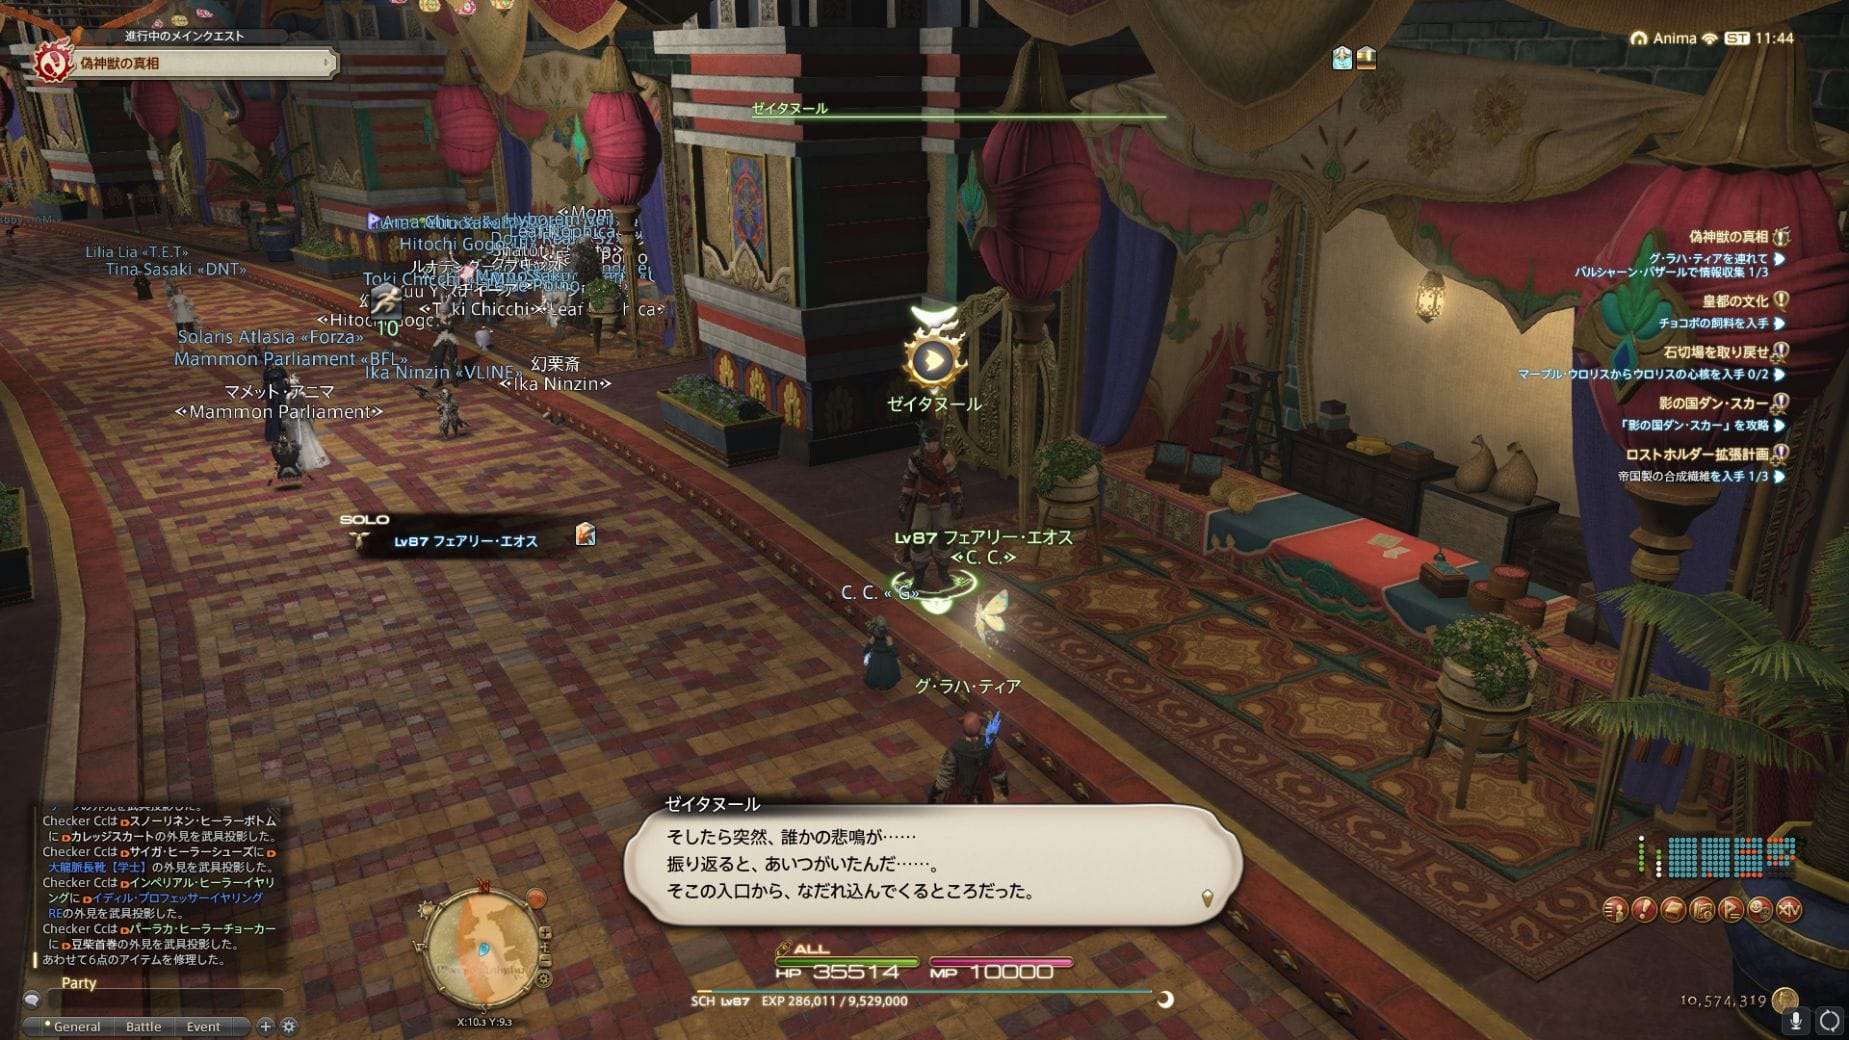 進行中のメインクエスト
偽神獣の真相
Anima ST 11:44
ゼイタヌール
偽神獣の真相
グ・ラハ・ティアを連れて
バルシャーン・バザールで情報収集 1/3
皇都の文化
チョコボの飼料を入手
石切場を取り戻せ
マーブル・ウロリスからウロリスの心核を入手 0/2
影の国ダン・スカー
「影の国ダン・スカー」を攻略
ロストホルダー拡張計画
帝国製の合成繊維を入手 1/3
Lilia Lia «T.E.T»
Tina Sasaki «DNT»
Hitochi Gogo
Toki Chicchi
10
Solaris Atlasia «Forza»
Mammon Parliament «BFL»
Ika Ninzin «VLINE»
幻栗斎
<Ika Ninzin>
マメット・アニマ
<Mammon Parliament>
ゼイタヌール
SOLO
Lv87 フェアリー・エオス
Lv87 フェアリー・エオス
<C. C.>
C. C. « G»
グ・ラハ・ティア
ゼイタヌール
そしたら突然、誰かの悲鳴が……
振り返ると、あいつがいたんだ……。
そこの入口から、なだれ込んでくるところだった。
Checker Ccはスノーリネン・ヒーラーボトム
にカレッジスカートの外見を武具投影した。
Checker Ccはサイガ・ヒーラーシューズに
大龍脈長靴［学士］の外見を武具投影した。
Checker Ccはインペリアル・ヒーラーイヤリ
ングにイディル・プロフェッサーイヤリング
REの外見を武具投影した。
Checker Ccはパーラカ・ヒーラーチョーカー
に豆柴首巻の外見を武具投影した。
あわせて6点のアイテムを修理した。
Party
General Battle Event
X:10.3 Y:9.3
ALL
HP 35514 MP 10000
SCH Lv87 EXP 286,011 / 9,529,000
10,574,319